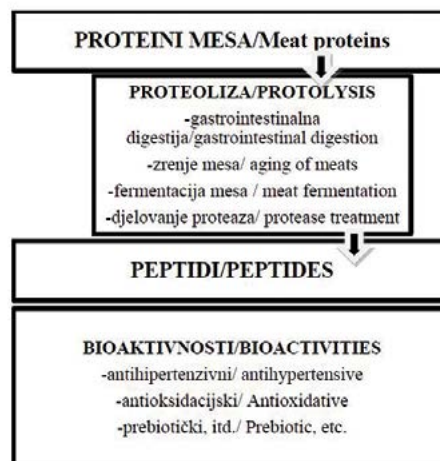 PROTEINI MESA/Meat proteins
PROTEOLIZA/PROTOLYSIS
-gastrointestinalna
digestija/gastrointestinal digestion
-zrenje mesa/ aging of meats
-fermentacija mesa / meat fermentation
-djelovanje proteaza/ protease treatment
PEPTIDI/PEPTIDES
BIOAKTIVNOSTI/BIOACTIVITIES
-antihipertenzivni/ antihypertensive
-antioksidacijski/ Antioxidative
-prebiotički, itd./ Prebiotic, etc.